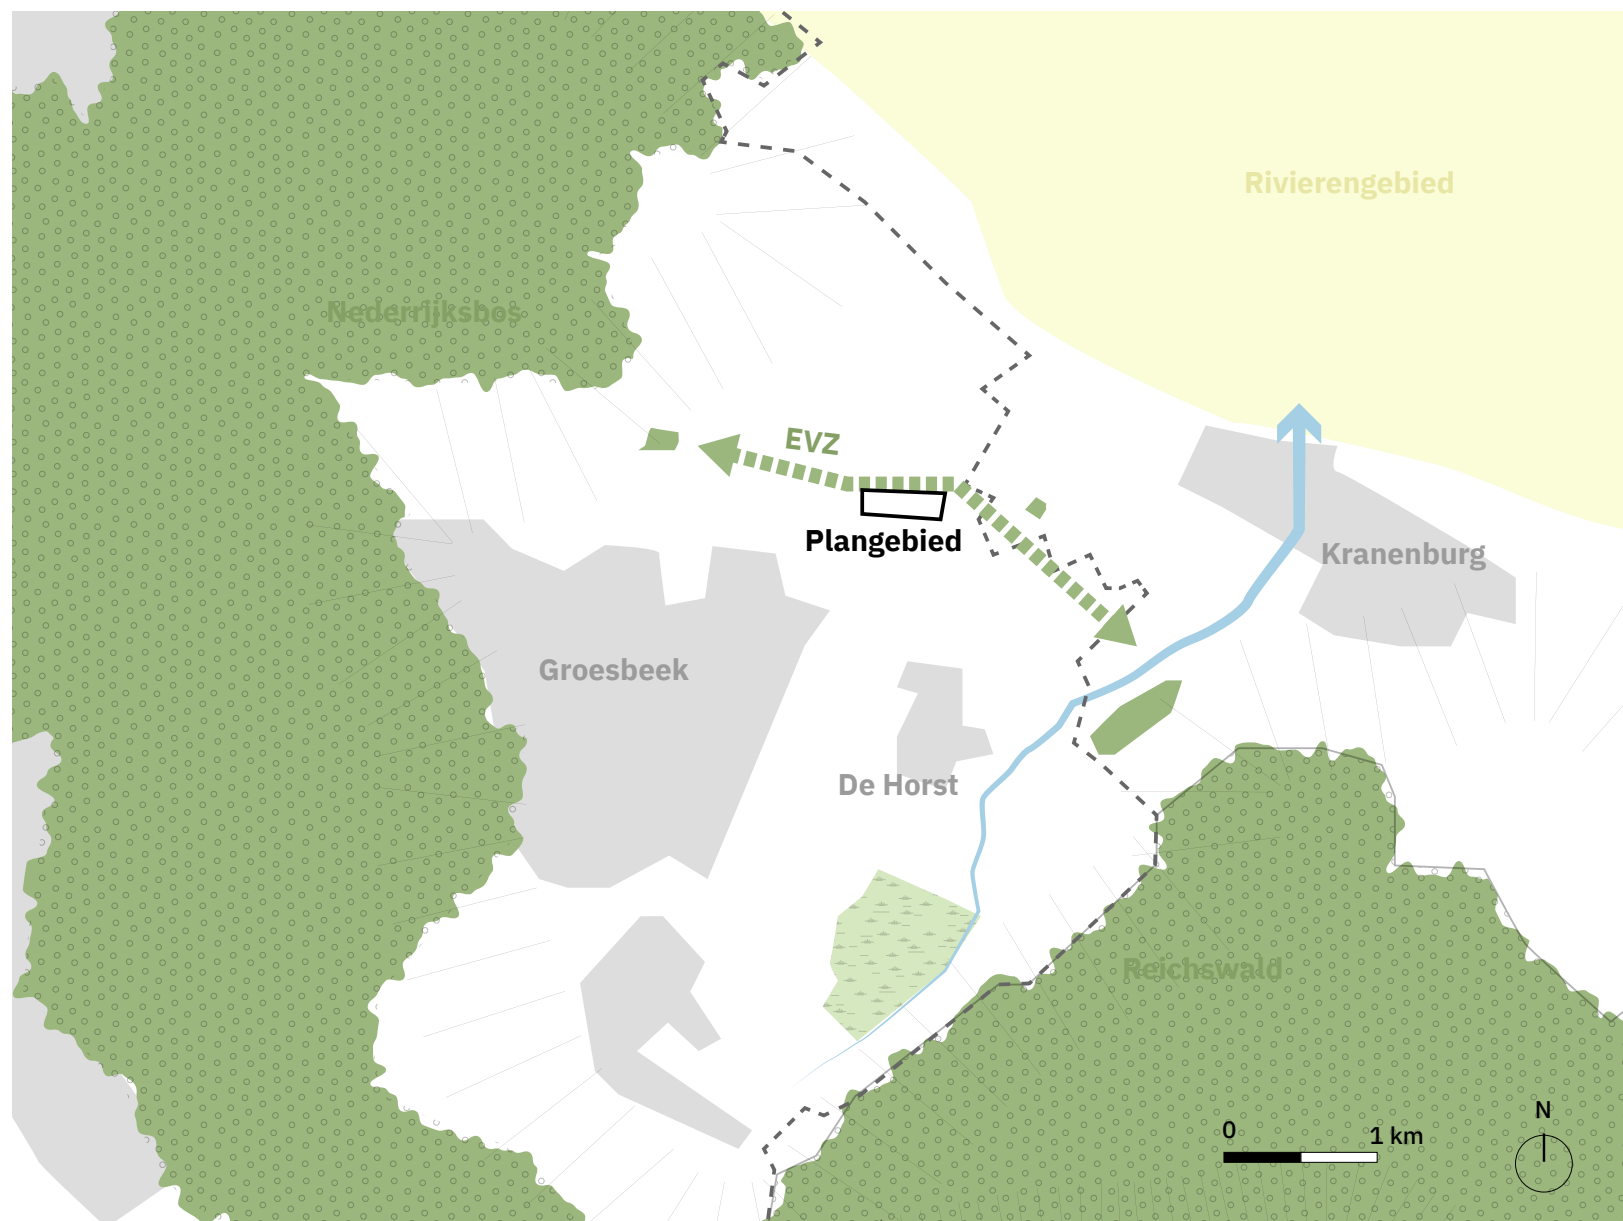 Rivierengebied
Nederrijksbos
EVZ
Plangebied
Kranenburg
Groesbeek
De Horst
Reichswald
N
0
1 km